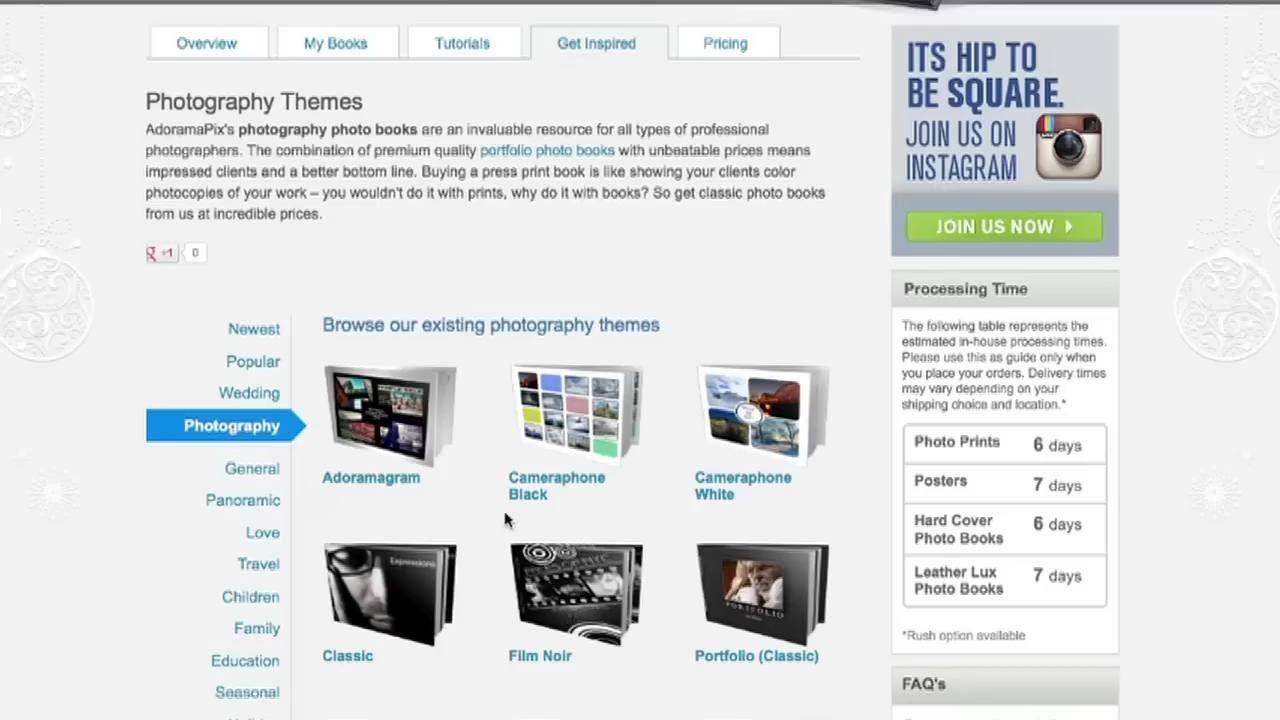 Overview
My Books
Tutorials
Get Inspired
Pricing
Photography Themes
AdoramaPix's photography photo books are an invaluable resource for all types of professional
photographers. The combination of premium quality portfolio photo books with unbeatable prices means
impressed clients and a better bottom line. Buying a press print book is like showing your clients color
photocopies of your work – you wouldn't do it with prints, why do it with books? So get classic photo books
from us at incredible prices.
+1
0
Newest
Popular
Wedding
Photography
General
Panoramic
Love
Travel
Children
Family
Education
Seasonal
Browse our existing photography themes
Adoramagram
Cameraphone
Black
Cameraphone
White
Expressions
Classic
Film Noir
PORTFOLIO
Portfolio (Classic)
ITS HIP TO
BE SQUARE.
JOIN US ON
INSTAGRAM
JOIN US NOW
Processing Time
The following table represents the
estimated in-house processing times.
Please use this as guide only when
you place your orders. Delivery times
may vary depending on your
shipping choice and location.*
Photo Prints 6 days
Posters 7 days
Hard Cover
Photo Books 6 days
Leather Lux
Photo Books 7 days
*Rush option available
FAQ's